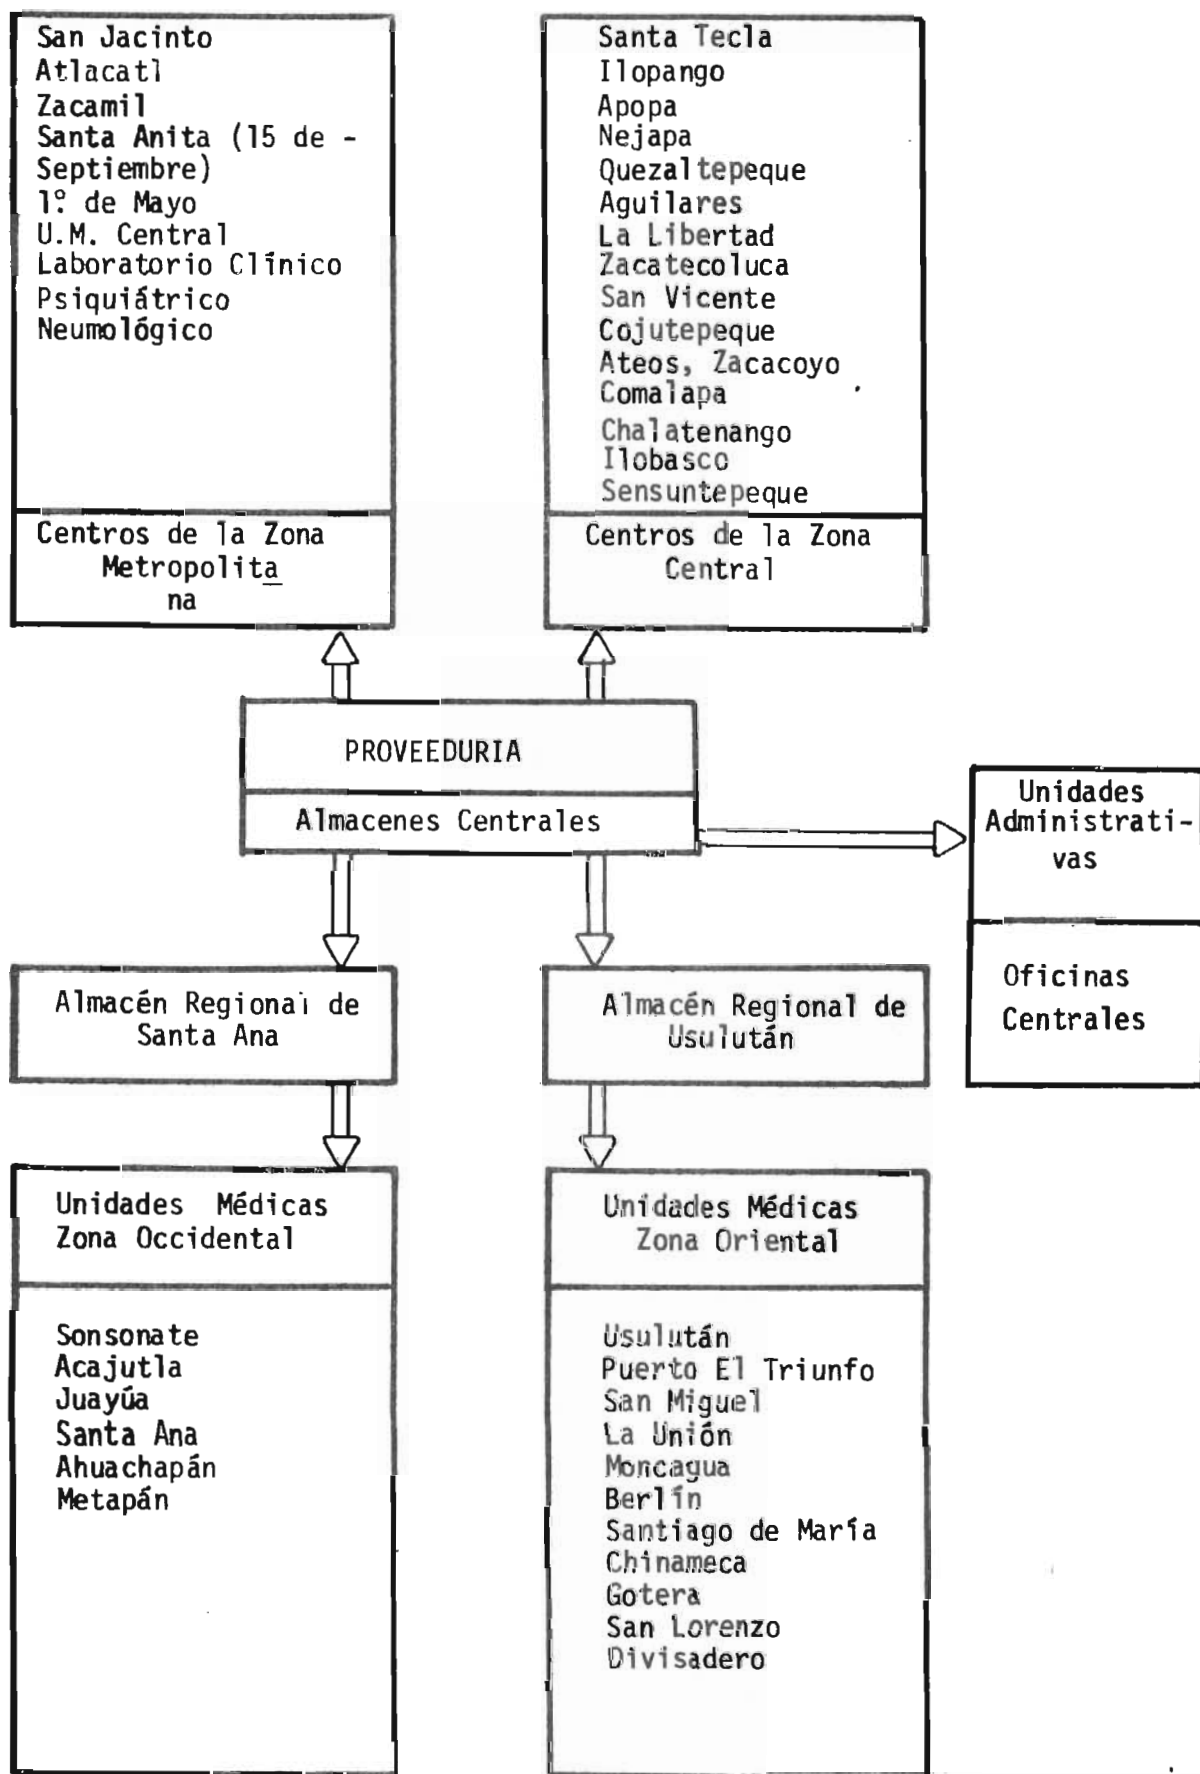 San Jacinto
Atlacatl
Zacamil
Santa Anita (15 de -
Septiembre)
1º de Mayo
U.M. Central
Laboratorio Clínico
Psiquiátrico
Neumológico
Centros de la Zona
Metropolita
na
Santa Tecla
Ilopango
Apopa
Nejapa
Quezaltepeque
Aguilares
La Libertad
Zacatecoluca
San Vicente
Cojutepeque
Ateos, Zacacoyo
Comalapa
Chalatenango
Ilobasco
Sensuntepeque
Centros de la Zona
Central
PROVEEDURIA
Almacenes Centrales
Unidades
Administrati-
vas
Oficinas
Centrales
Almacén Regional de
Santa Ana
Almacén Regional de
Usulután
Unidades Médicas
Zona Occidental
Sonsonate
Acajutla
Juayúa
Santa Ana
Ahuachapán
Metapán
Unidades Médicas
Zona Oriental
Usulután
Puerto El Triunfo
San Miguel
La Unión
Moncagua
Berlín
Santiago de María
Chinameca
Gotera
San Lorenzo
Divisadero